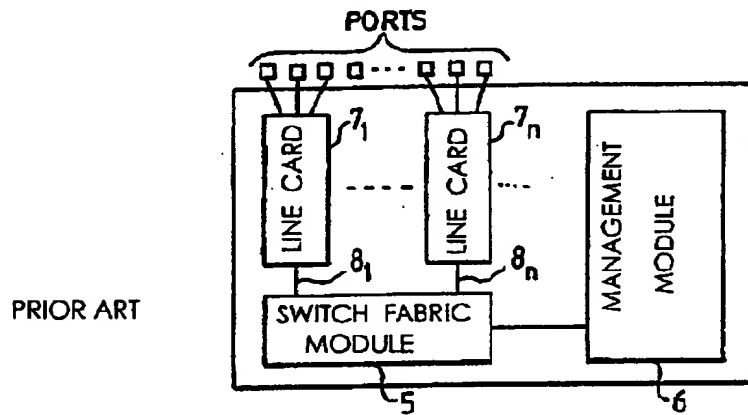 PORTS
7₁
7ₙ
LINE CARD
LINE CARD
MANAGEMENT
MODULE
8₁
8ₙ
PRIOR ART
SWITCH FABRIC
MODULE
5
6